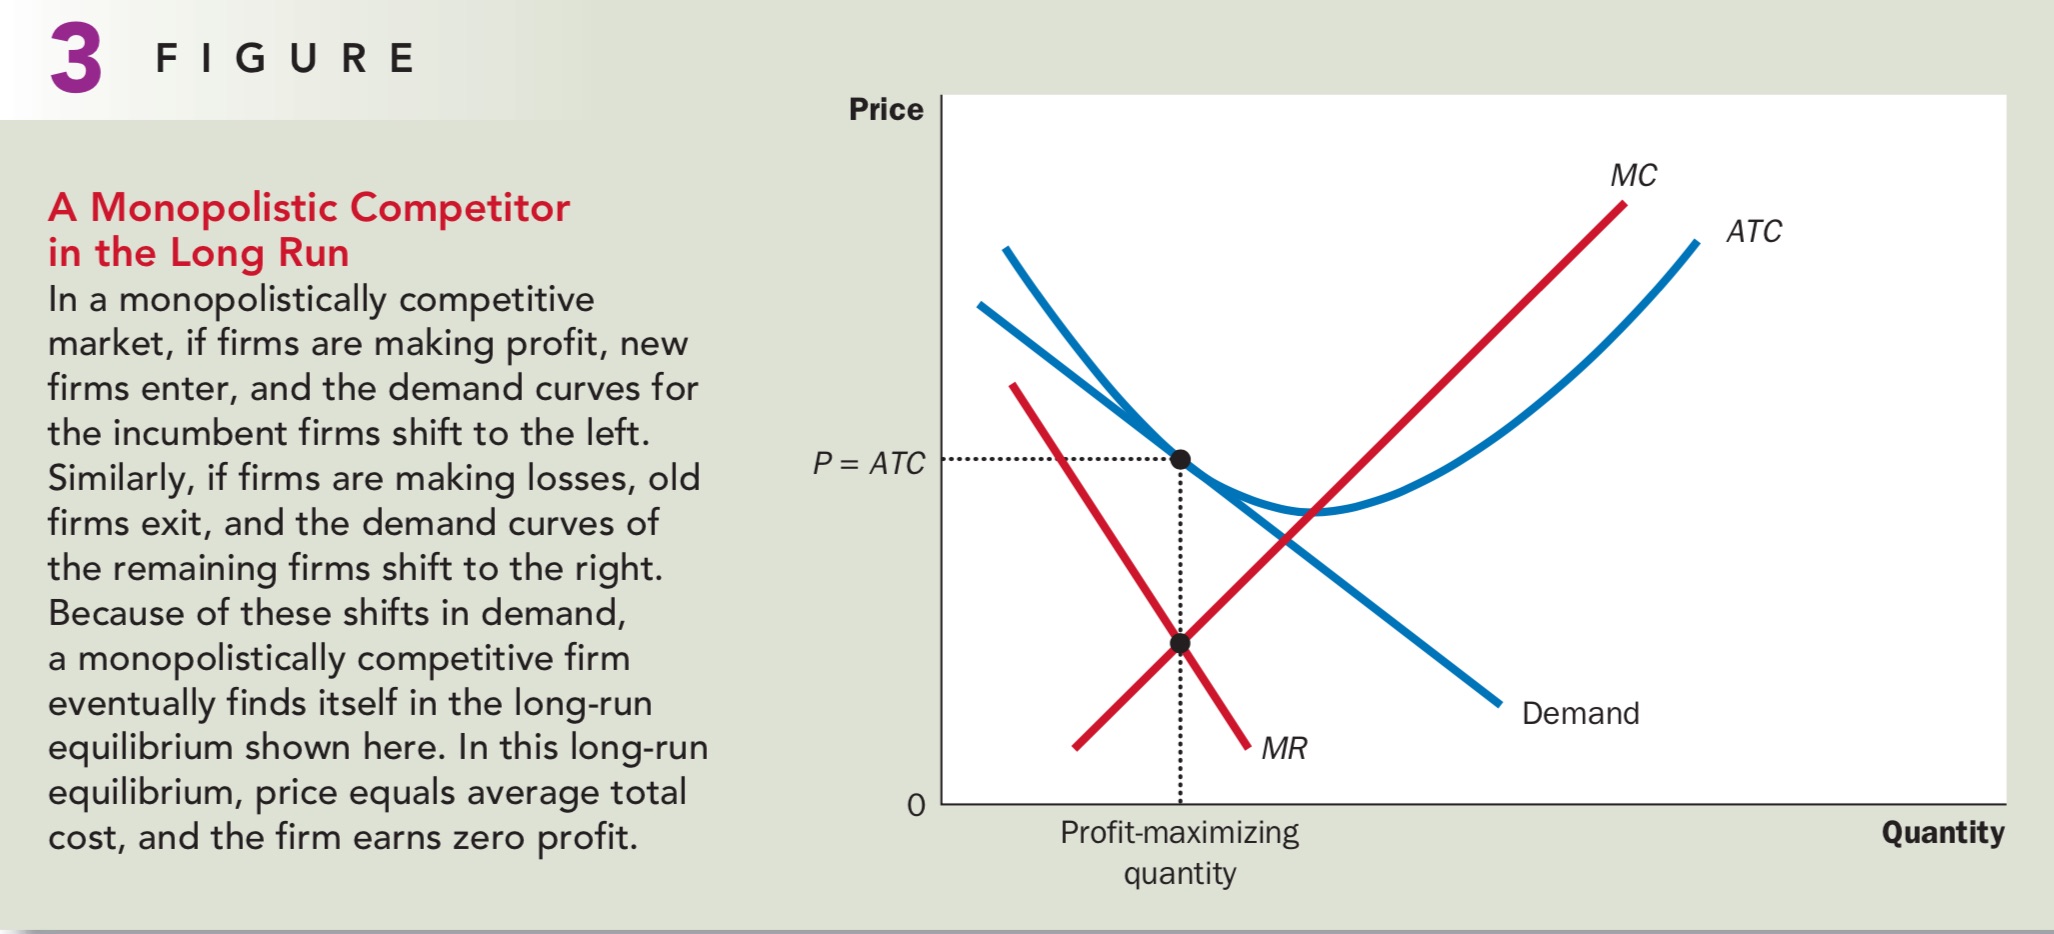 3 FIGURE
A Monopolistic Competitor
in the Long Run
In a monopolistically competitive
market, if firms are making profit, new
firms enter, and the demand curves for
the incumbent firms shift to the left.
Similarly, if firms are making losses, old
firms exit, and the demand curves of
the remaining firms shift to the right.
Because of these shifts in demand,
a monopolistically competitive firm
eventually finds itself in the long-run
equilibrium shown here. In this long-run
equilibrium, price equals average total
cost, and the firm earns zero profit.
Price
MC
ATC
P = ATC
Demand
MR
0
Profit-maximizing
quantity
Quantity